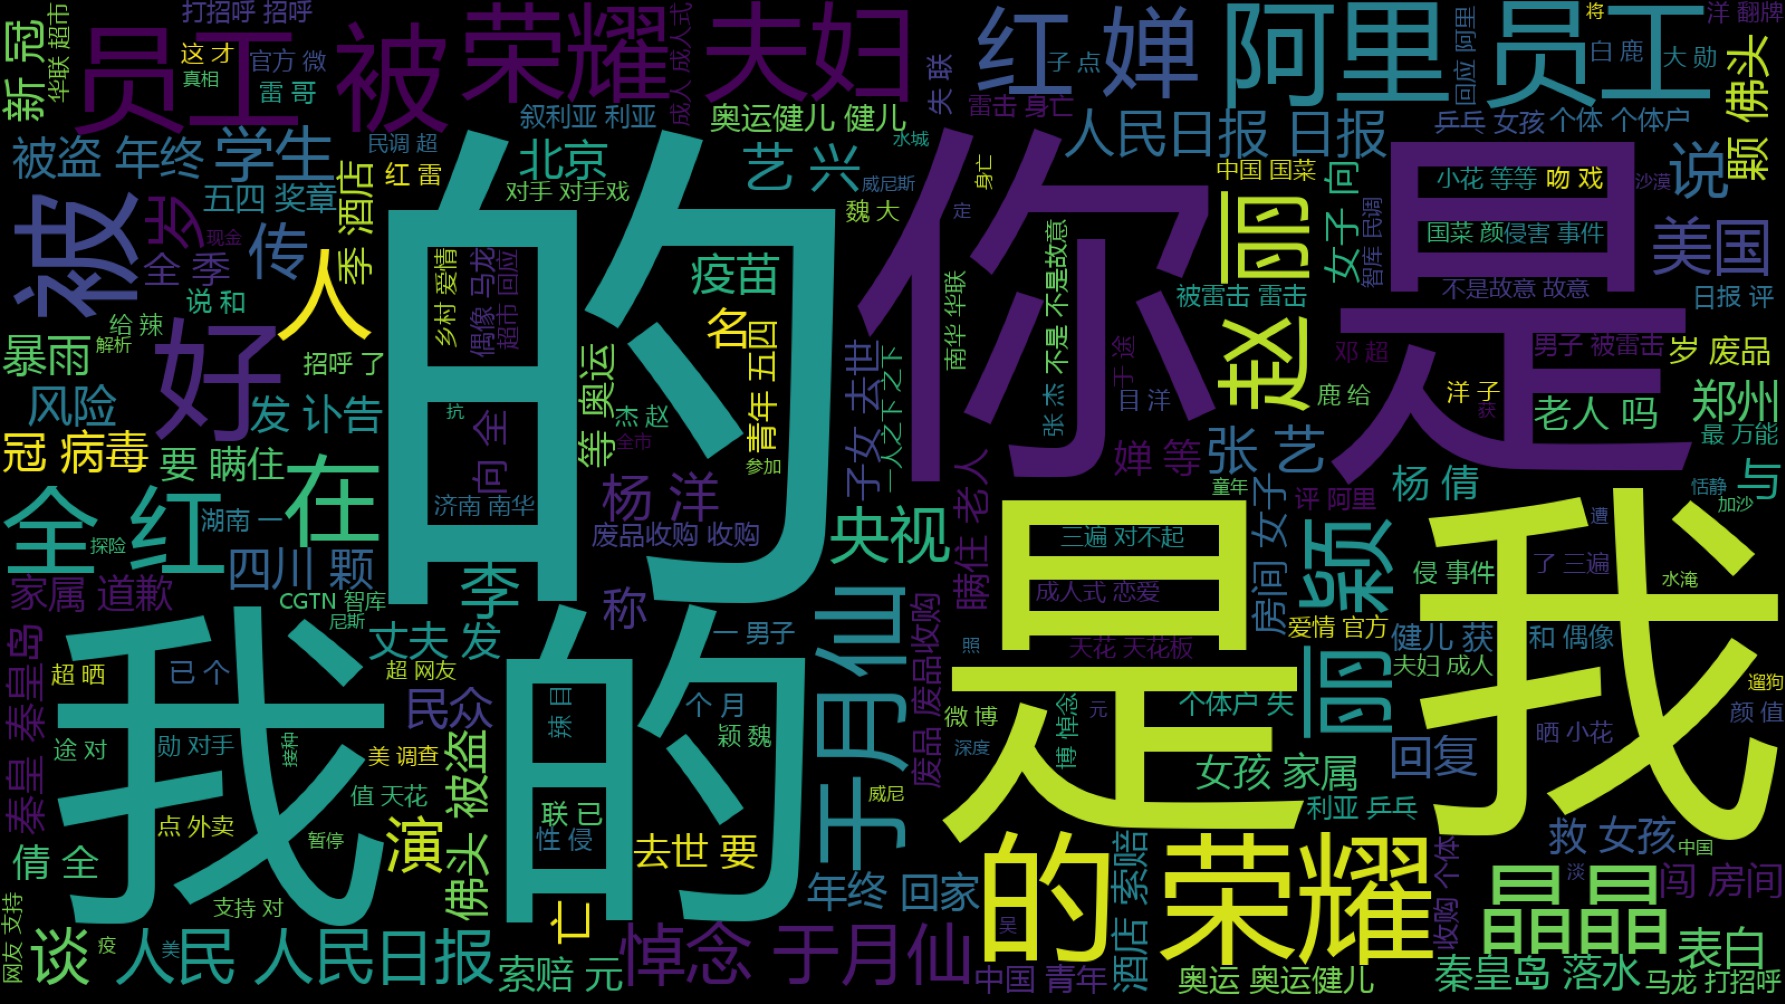 打招呼 招呼
新冠
华联 超市
员工 被
这 才
真相
官方 微
雷 哥
荣耀 夫妇
成人 成人式
失 联
红 婵
子 点
雷击 身亡
阿里 员工
回应 阿里
将
洋 翻牌
白 鹿
大 勋
佛头
颗
叙利亚 利亚
奥运健儿 健儿
水城
人民日报 日报
乒乓 女孩
个体 个体户
被盗 年终
学生
民调 超
红 雷
酒店
季
北京
对手 对手戏
艺 兴
威尼斯
魏 大
身亡
定
中国 国菜
向
女子
小花 等等
吻 戏
沙漠
说
五四 奖章
被
岁
现金
传
全 季
说 和
人
的
乡村 爱情
偶像 马龙
超市 回应
疫苗
名
青年 五四
参加
你
南华 华联
不是 不是故意
张 杰
于 途
目 洋
被雷击 雷击
赵 丽
智库 民调
是
国菜 颜
侵害 事件
不是故意 故意
美国
日报 评
给 辣
暴雨
解析
好
招呼 了
风险
发 讣告
抗
向 全
济南 南华
等 奥运
杰 赵
全市
子女 去世
一人之下 之下
邓 超
鹿 给
男子 被雷击
洋 子
获
岁 废品
老人 吗
郑州
最 万能
冠 病毒
要 瞒住
在
杨 洋
废品收购 收购
央视
瞒住 老人
婵 等
张 艺
童年
评 阿里
房间 女子
杨 倩
与
恬静
加沙
全 红
湖南 一
探险
四川 颗
家属 道歉
CGTN 智库
尼斯
李
称
三遍 对不起
成人式 恋爱
天花 天花板
颖
丽
侵 事件
遭
了 三遍
水淹
爱情 官方
健儿 获
和 偶像
夫妇 成人
遛狗
颜 值
我 的
秦皇 秦皇岛
超 晒
已 个
丈夫 发
超 网友
民众
途 对
勋 对手
接种
美 调查
值 天花
点 外卖
暂停
辣 目
一 男子
个 月
颖 魏
联 已
性 侵
于月仙
废品 废品收购
威尼
照
是 我
微 博
深度
博 悼念
元
个体户 失
女孩 家属
利亚 乒乓
回复
晒 小花
救 女孩
中国
倩 全
演
佛头 被盗
去世 要
亡
支持 对
网友 支持
谈
疫
人民 人民日报
美
索赔 元
悼念 于月仙
吴
年终 回家
中国 青年
的 荣耀
酒店 索赔
奥运 奥运健儿
收购 个体
晶晶
淡
闯 房间
表白
秦皇岛 落水
马龙 打招呼